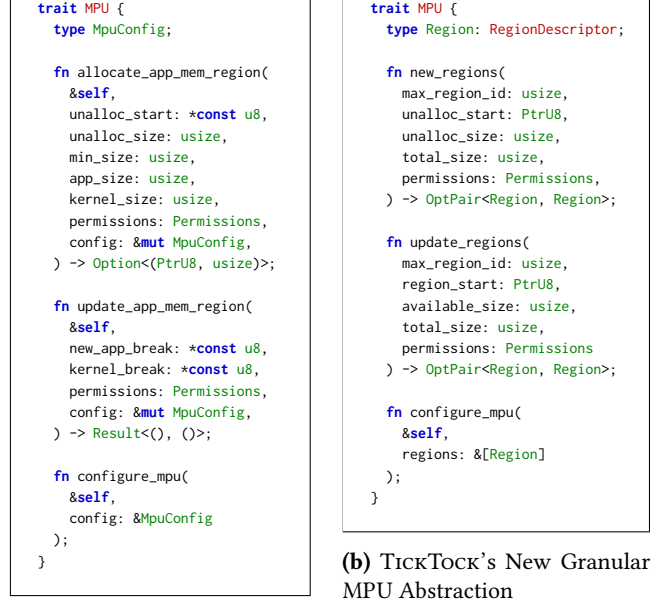 trait MPU {
type MpuConfig;
fn allocate_app_mem_region(
&self,
unalloc_start: *const u8,
unalloc_size: usize,
min_size: usize,
app_size: usize,
kernel_size: usize,
permissions: Permissions,
config: &mut MpuConfig,
) -> Option<(PtrU8, usize)>;
fn update_app_mem_region(
&self,
new_app_break: *const u8,
kernel_break: *const u8,
permissions: Permissions,
config: &mut MpuConfig,
) -> Result<(), ()>;
fn configure_mpu(
&self,
config: &MpuConfig
);
}
trait MPU {
type Region: RegionDescriptor;
fn new_regions(
max_region_id: usize,
unalloc_start: PtrU8,
unalloc_size: usize,
total_size: usize,
permissions: Permissions,
) -> OptPair<Region, Region>;
fn update_regions(
max_region_id: usize,
region_start: PtrU8,
available_size: usize,
total_size: usize,
permissions: Permissions
) -> OptPair<Region, Region>;
fn configure_mpu(
&self,
regions: &[Region]
);
}
(b) TickTock's New Granular
MPU Abstraction